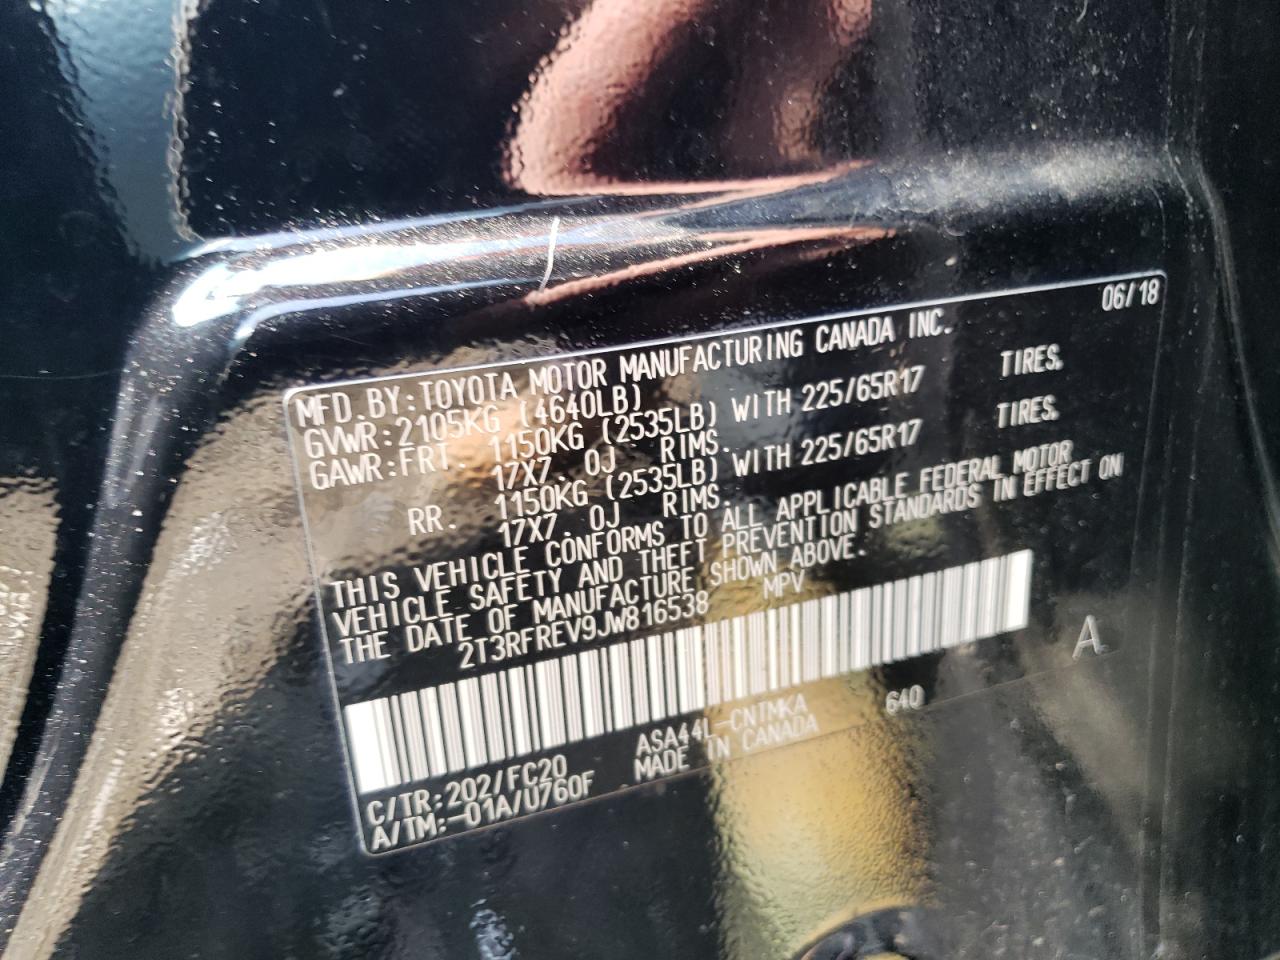 06/18
MFD.BY:TOYOTA MOTOR MANUFACTURING CANADA INC.
GVWR:2105KG (4640LB)
GAWR:FRT. 1150KG (2535LB) WITH 225/65R17 TIRES,
17X7.0J RIMS.
RR. 1150KG (2535LB) WITH 225/65R17 TIRES,
17X7.0J RIMS.
THIS VEHICLE CONFORMS TO ALL APPLICABLE FEDERAL MOTOR
VEHICLE SAFETY AND THEFT PREVENTION STANDARDS IN EFFECT ON
THE DATE OF MANUFACTURE SHOWN ABOVE.
2T3RFREV9JW816538 MPV
A
C/TR:202/FC20 ASA44L-CNTMKA 640
A/TM:-01A/U760F MADE IN CANADA